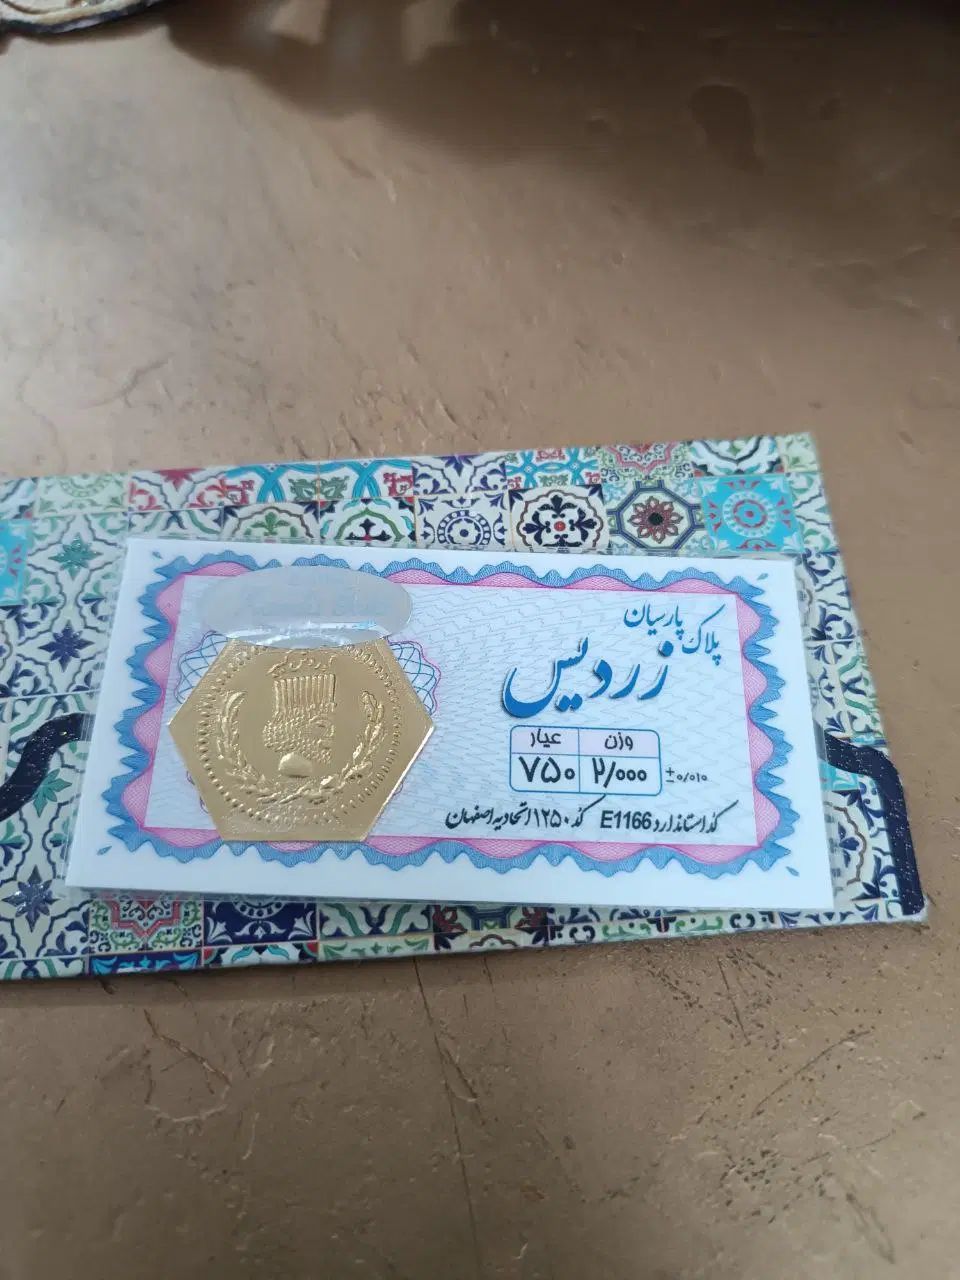 پلاک پارسیان
زردیس
وزن عیار
۲/۰۰۰ ۷۵۰
±۰/۰۱۰
کد استاندارد E1166 کد ۱۲۵۰ اتحادیه اصفهان